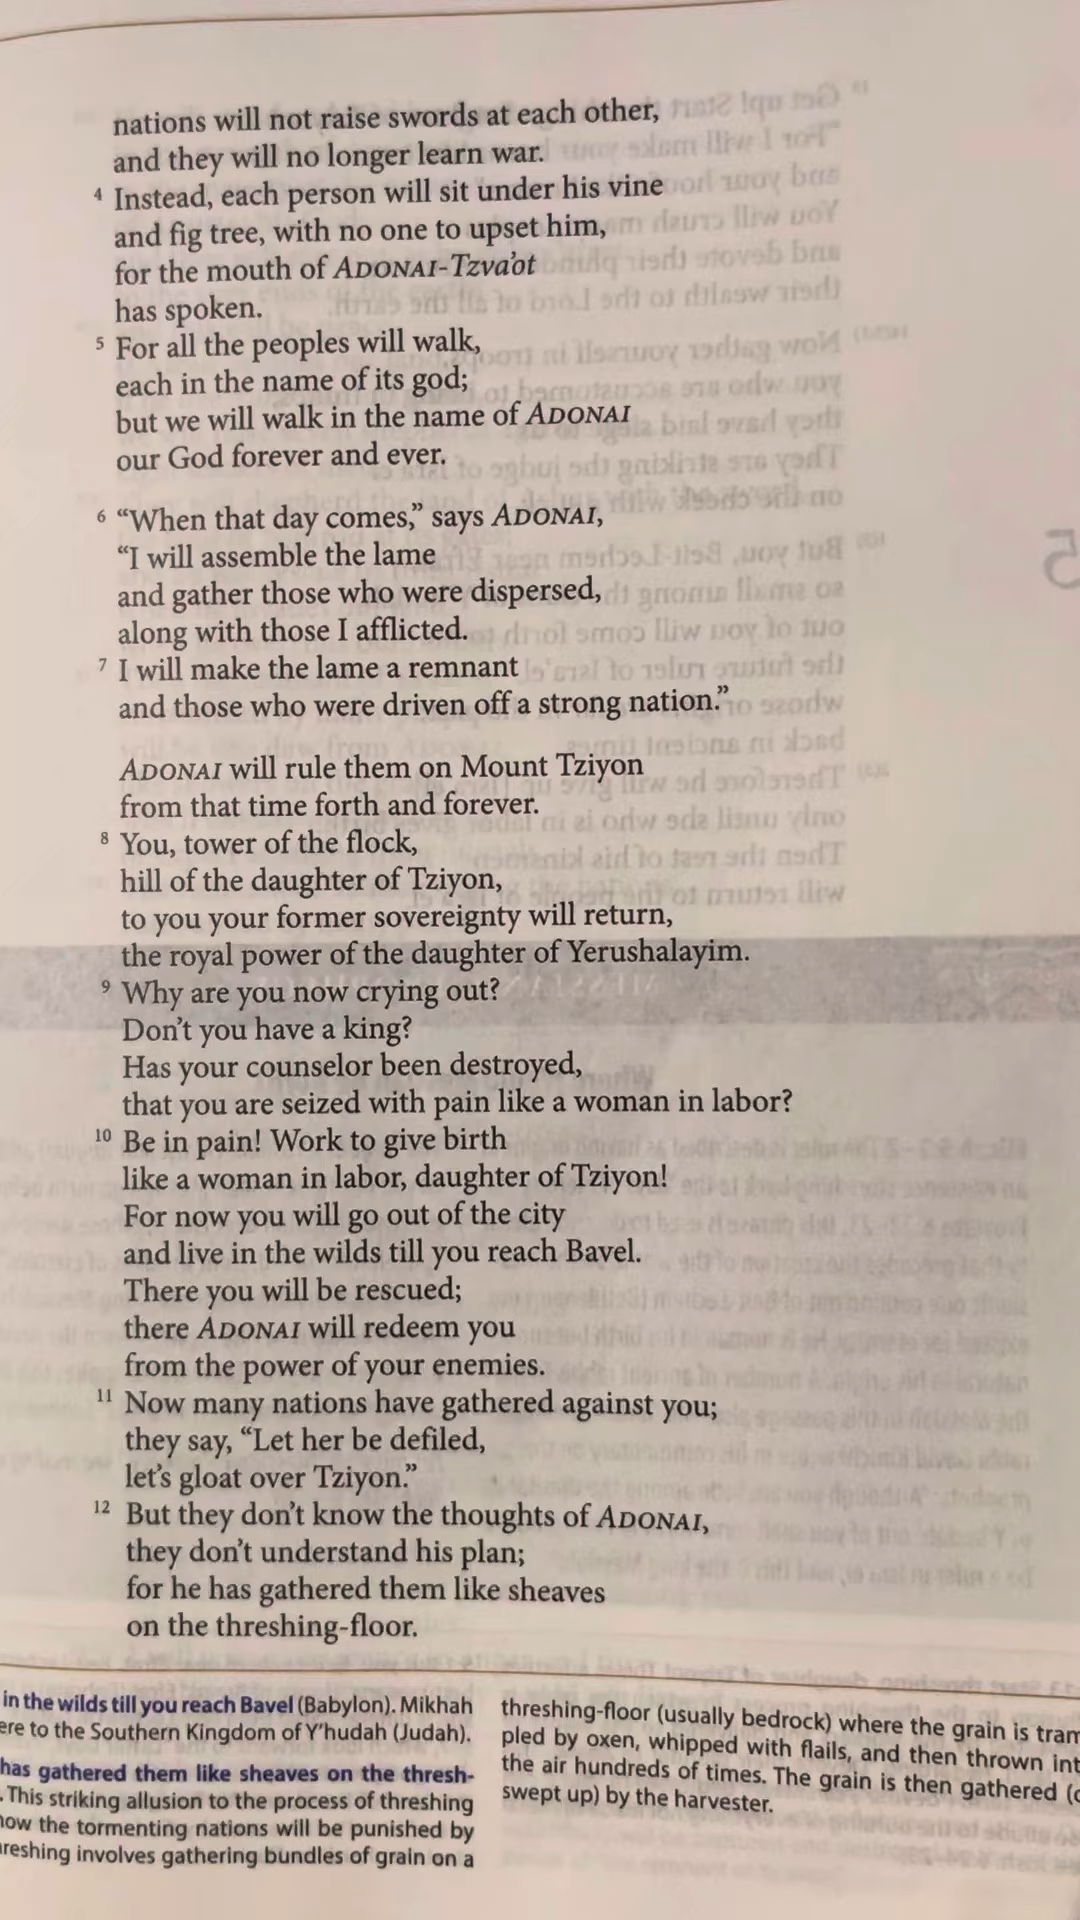 nations will not raise swords at each other,
and they will no longer learn war.
4 Instead, each person will sit under his vine
and fig tree, with no one to upset him,
for the mouth of ADONAI-Tzva'ot
has spoken.
5 For all the peoples will walk,
each in the name of its god;
but we will walk in the name of ADONAI
our God forever and ever.
6 “When that day comes,” says ADONAI,
“I will assemble the lame
and gather those who were dispersed,
along with those I afflicted.
7 I will make the lame a remnant
and those who were driven off a strong nation.”
ADONAI will rule them on Mount Tziyon
from that time forth and forever.
8 You, tower of the flock,
hill of the daughter of Tziyon,
to you your former sovereignty will return,
the royal power of the daughter of Yerushalayim.
9 Why are you now crying out?
Don’t you have a king?
Has your counselor been destroyed,
that you are seized with pain like a woman in labor?
10 Be in pain! Work to give birth
like a woman in labor, daughter of Tziyon!
For now you will go out of the city
and live in the wilds till you reach Bavel.
There you will be rescued;
there ADONAI will redeem you
from the power of your enemies.
11 Now many nations have gathered against you;
they say, “Let her be defiled,
let’s gloat over Tziyon.”
12 But they don’t know the thoughts of ADONAI,
they don’t understand his plan;
for he has gathered them like sheaves
on the threshing-floor.
in the wilds till you reach Bavel (Babylon). Mikhah
to the Southern Kingdom of Y’hudah (Judah).
has gathered them like sheaves on the thresh-
. This striking allusion to the process of threshing
the tormenting nations will be punished by
involves gathering bundles of grain on a
threshing-floor (usually bedrock) where the grain is tram
pled by oxen, whipped with flails, and then thrown int
the air hundreds of times. The grain is then gathered (
swept up) by the harvester.